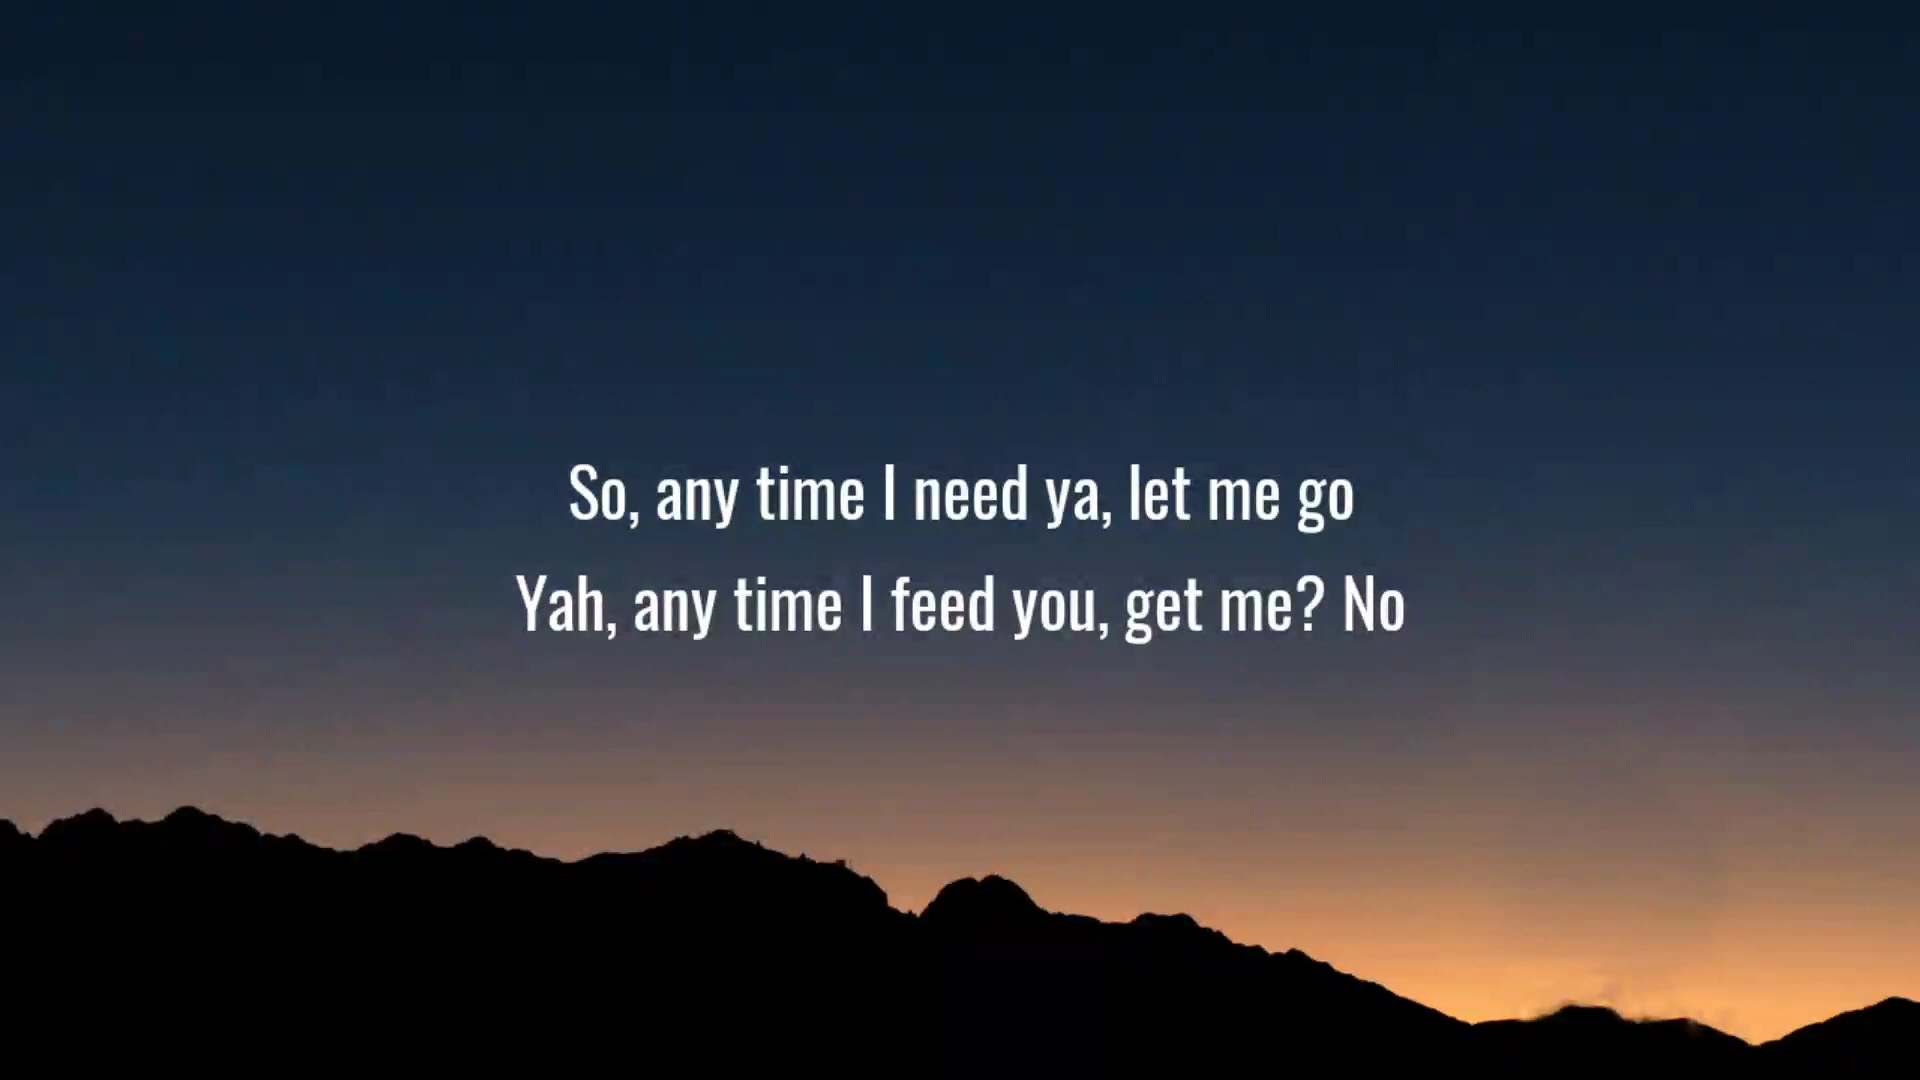 So, any time I need ya, let me go
Yah, any time I feed you, get me? No